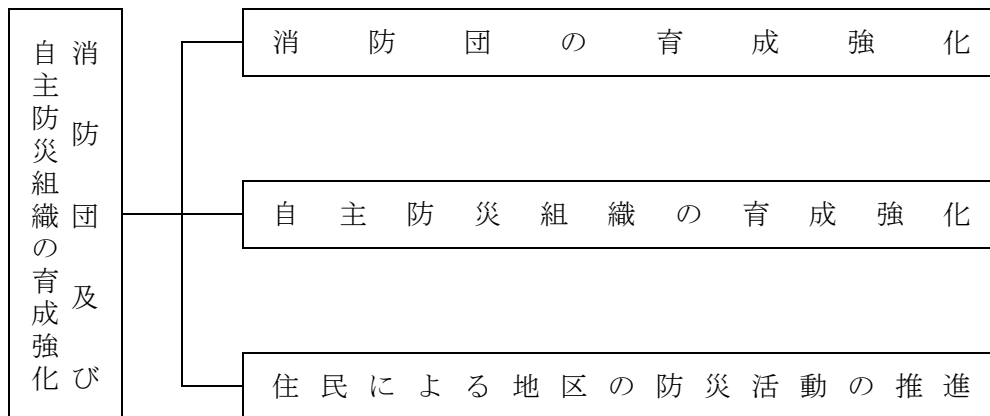 消防団及び
自主防災組織の育成強化
消防団の育成強化
自主防災組織の育成強化
住民による地区の防災活動の推進